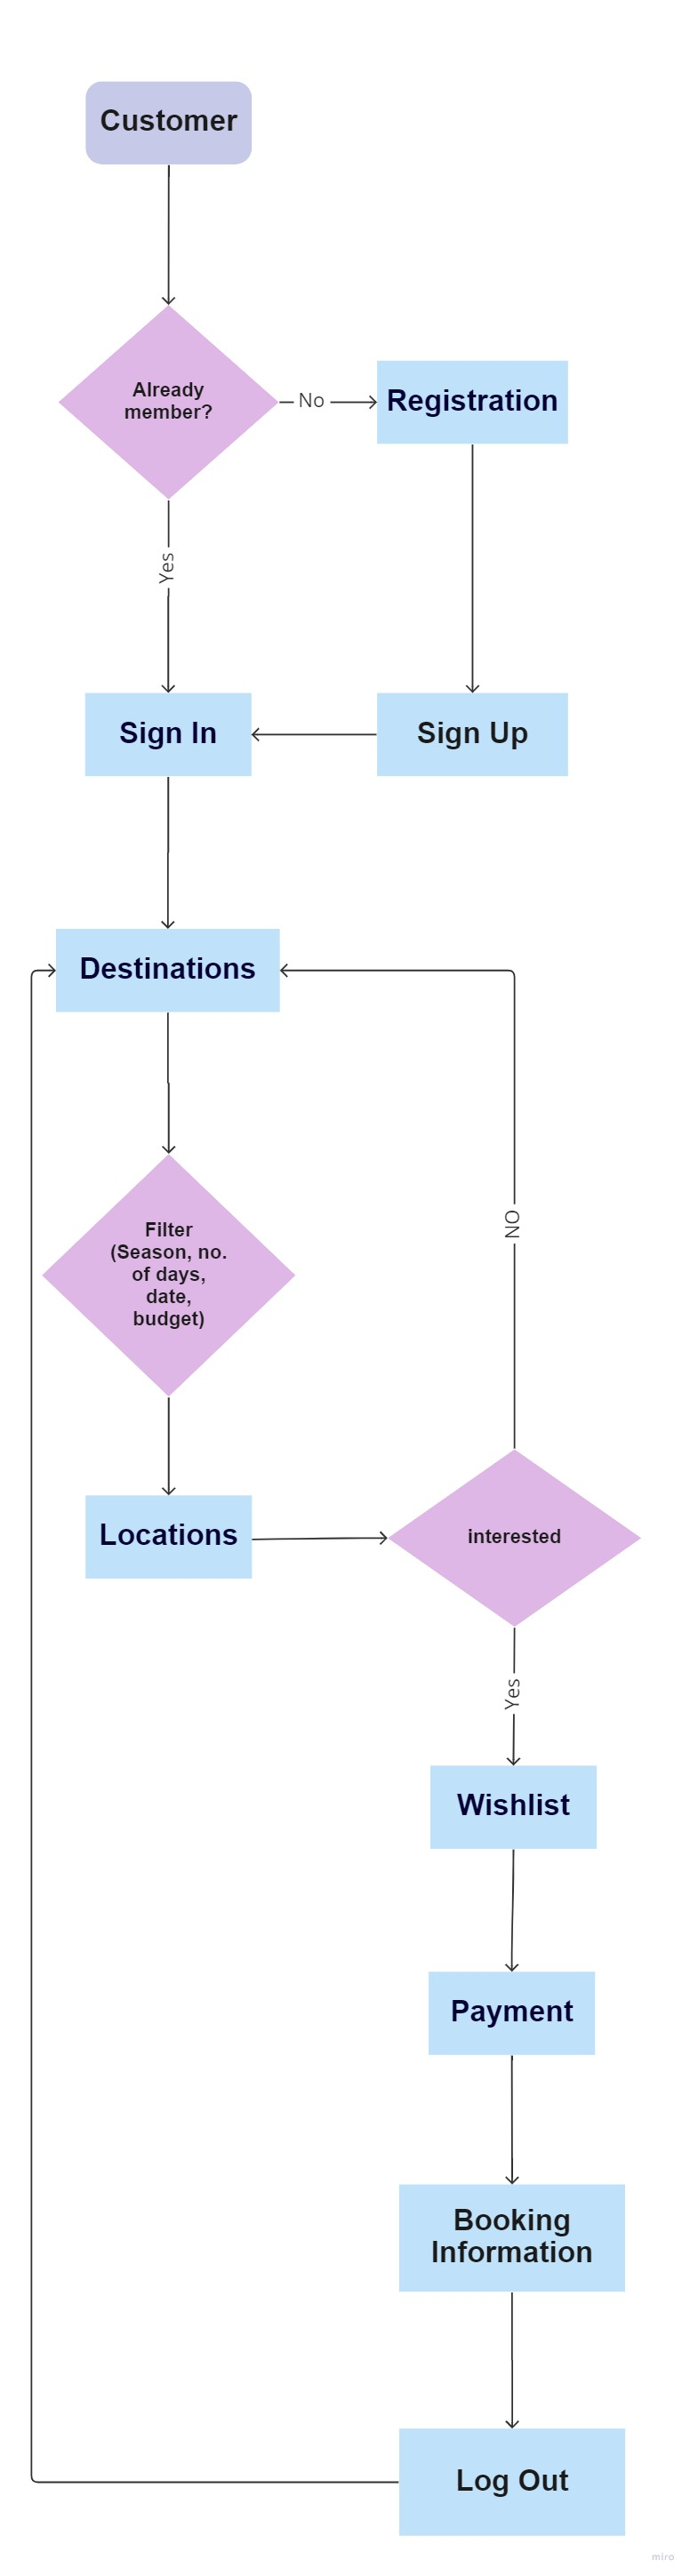 Customer
Already
member?
No
Registration
Yes
Sign In
Sign Up
Destinations
NO
Filter
(Season, no.
of days,
date,
budget)
Locations
interested
Yes
Wishlist
Payment
Booking
Information
Log Out
miro